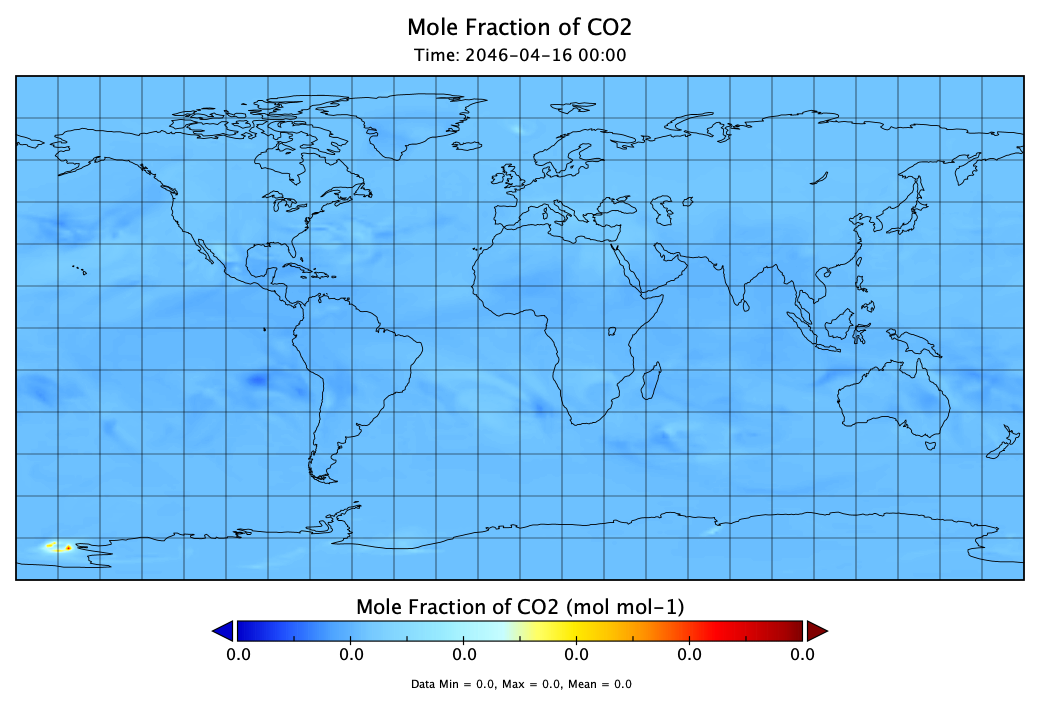 Mole Fraction of CO2
Time: 2046-04-16 00:00
Mole Fraction of CO2 (mol mol-1)
0.0 0.0 0.0 0.0 0.0 0.0
Data Min = 0.0, Max = 0.0, Mean = 0.0